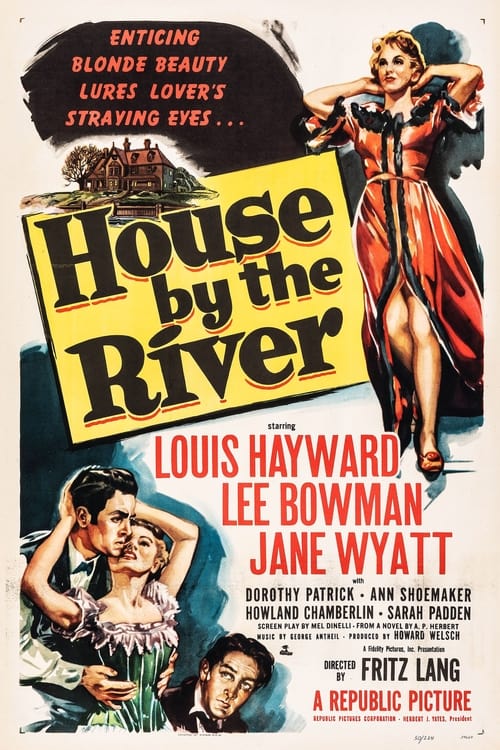 ENTICING
BLONDE BEAUTY
LURES LOVER'S
STRAYING EYES...
House
by the
River
starring
LOUIS HAYWARD
LEE BOWMAN
JANE WYATT
with
DOROTHY PATRICK • ANN SHOEMAKER
HOWLAND CHAMBERLIN • SARAH PADDEN
SCREEN PLAY BY MEL DINELLI - FROM A NOVEL BY A. P. HERBERT
MUSIC BY GEORGE ANTHEIL - PRODUCED BY HOWARD WELSCH
A Fidelity Pictures, Inc. Presentation
DIRECTED BY FRITZ LANG
A REPUBLIC PICTURE
REPUBLIC PICTURES CORPORATION - HERBERT J. YATES, President
50/224